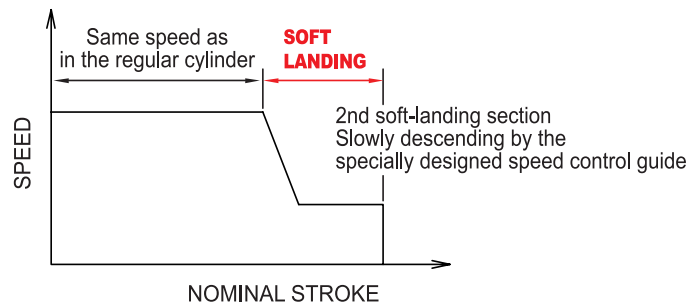 Same speed as
in the regular cylinder
SOFT
LANDING
2nd soft-landing section
Slowly descending by the
specially designed speed control guide
SPEED
NOMINAL STROKE